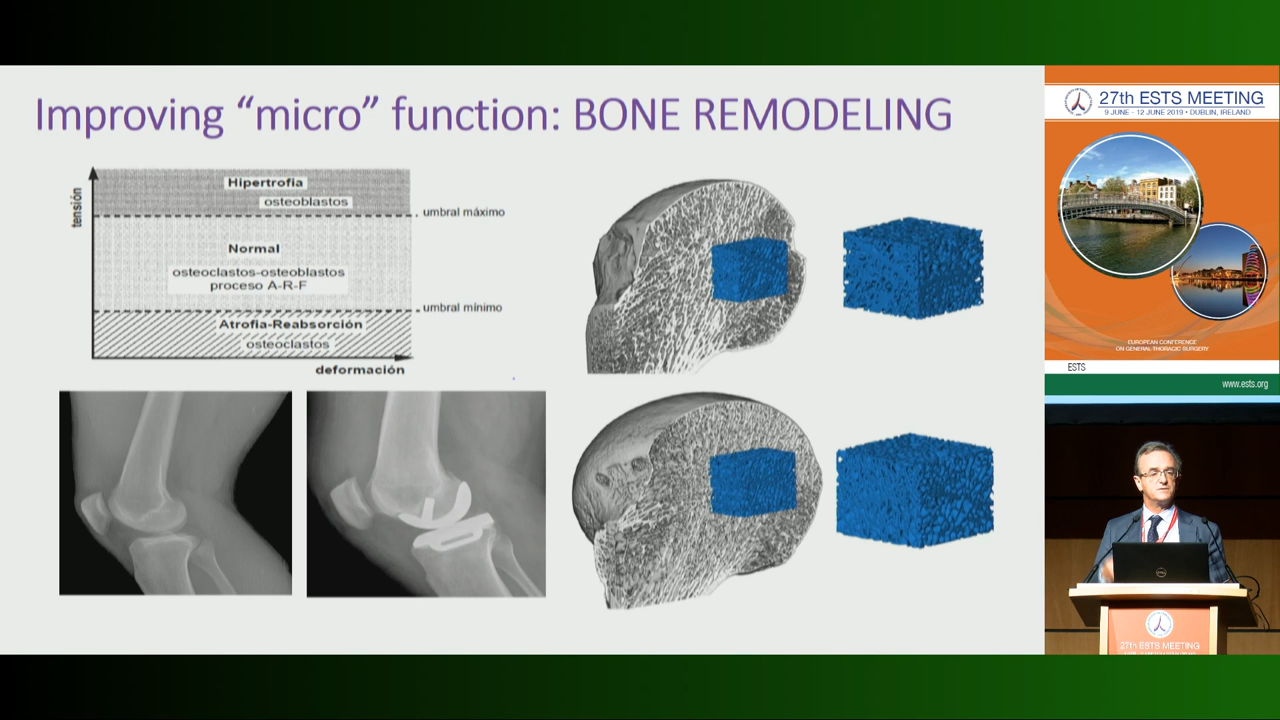 Improving “micro” function: BONE REMODELING
tensión
Hipertrofia
osteoblastos
umbral máximo
Normal
osteoclastos-osteoblastos
proceso A-R-F
umbral mínimo
Atrofia-Reabsorción
osteoclastos
deformación
27th ESTS MEETING
9 JUNE - 12 JUNE 2019 • DUBLIN, IRELAND
EUROPEAN CONFERENCE
ON GENERAL THORACIC SURGERY
ESTS
www.ests.org
DELL
27th ESTS MEETING